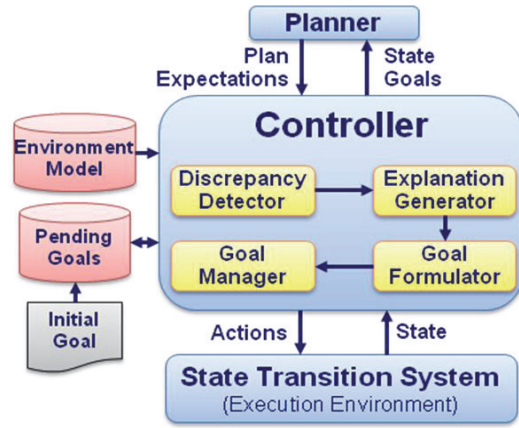 Planner
Plan
Expectations
State
Goals
Controller
Environment
Model
Discrepancy
Detector
Explanation
Generator
Pending
Goals
Goal
Manager
Goal
Formulator
Initial
Goal
Actions
State
State Transition System
(Execution Environment)